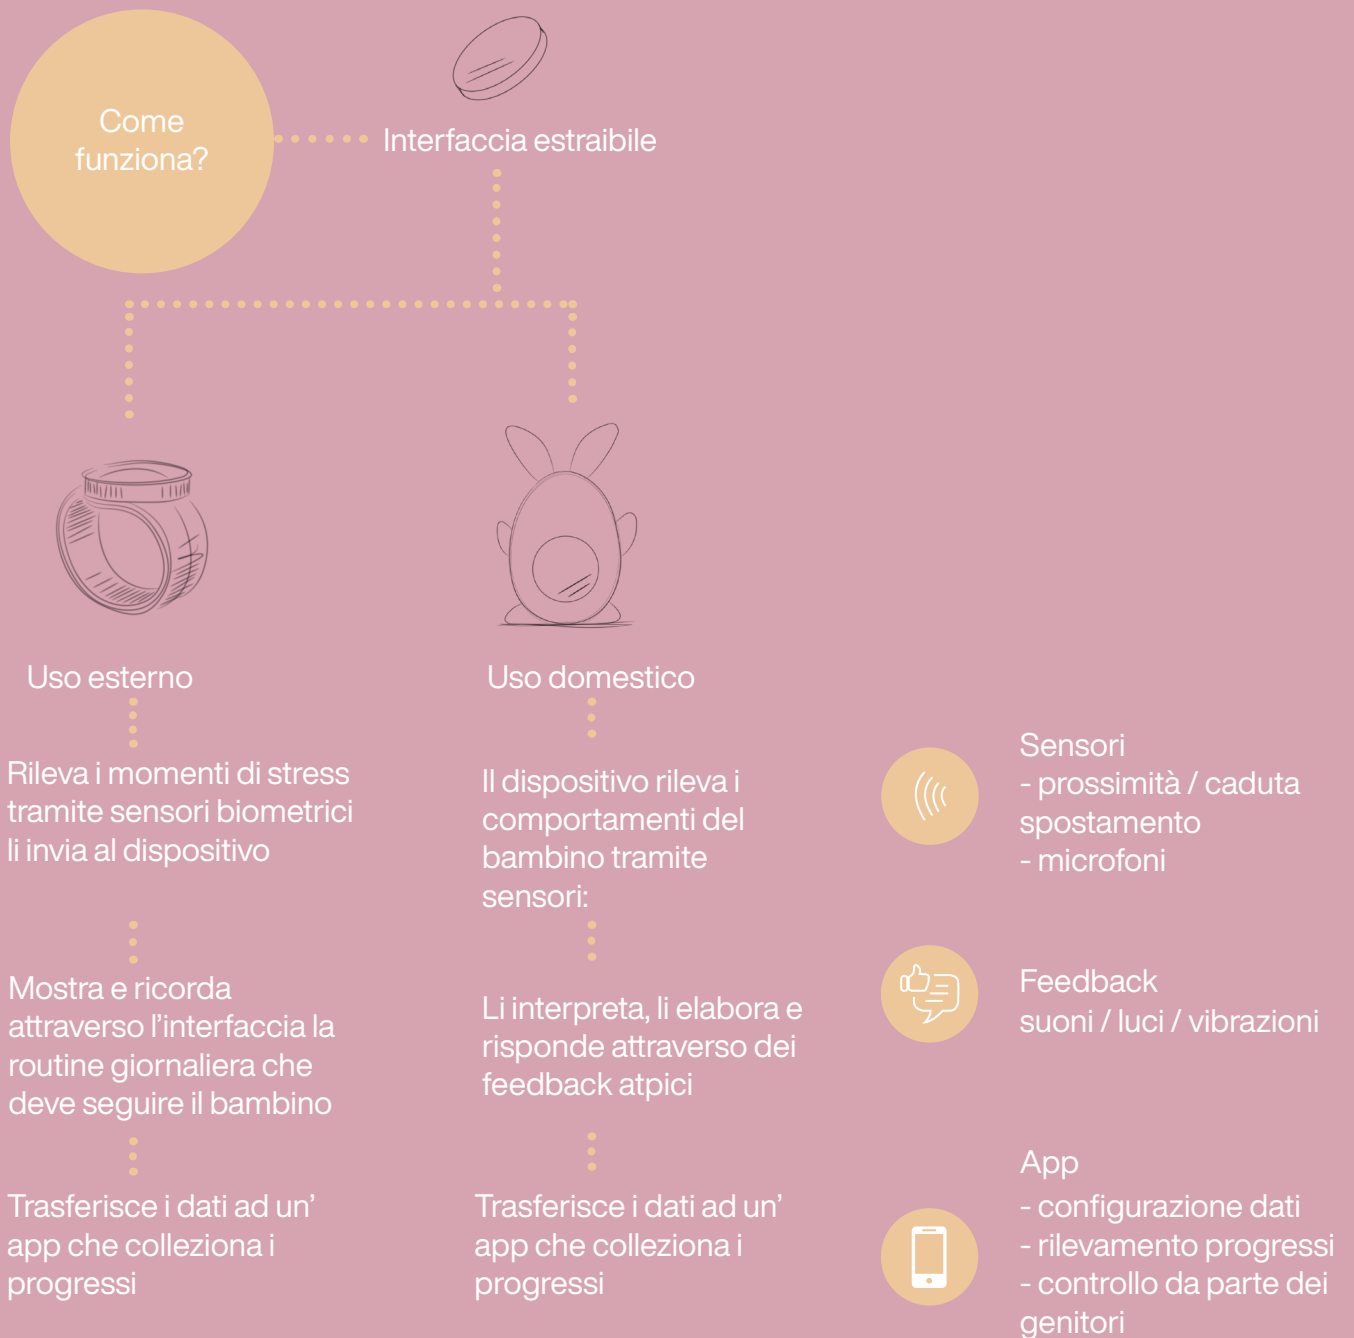 Come
funziona?
Interfaccia estraibile
Uso esterno
Rileva i momenti di stress
tramite sensori biometrici
li invia al dispositivo
Mostra e ricorda
attraverso l’interfaccia la
routine giornaliera che
deve seguire il bambino
Trasferisce i dati ad un’
app che colleziona i
progressi
Uso domestico
Il dispositivo rileva i
comportamenti del
bambino tramite
sensori:
Li interpreta, li elabora e
risponde attraverso dei
feedback atpici
Trasferisce i dati ad un’
app che colleziona i
progressi
Sensori
- prossimità / caduta
spostamento
- microfoni
Feedback
suoni / luci / vibrazioni
App
- configurazione dati
- rilevamento progressi
- controllo da parte dei
genitori